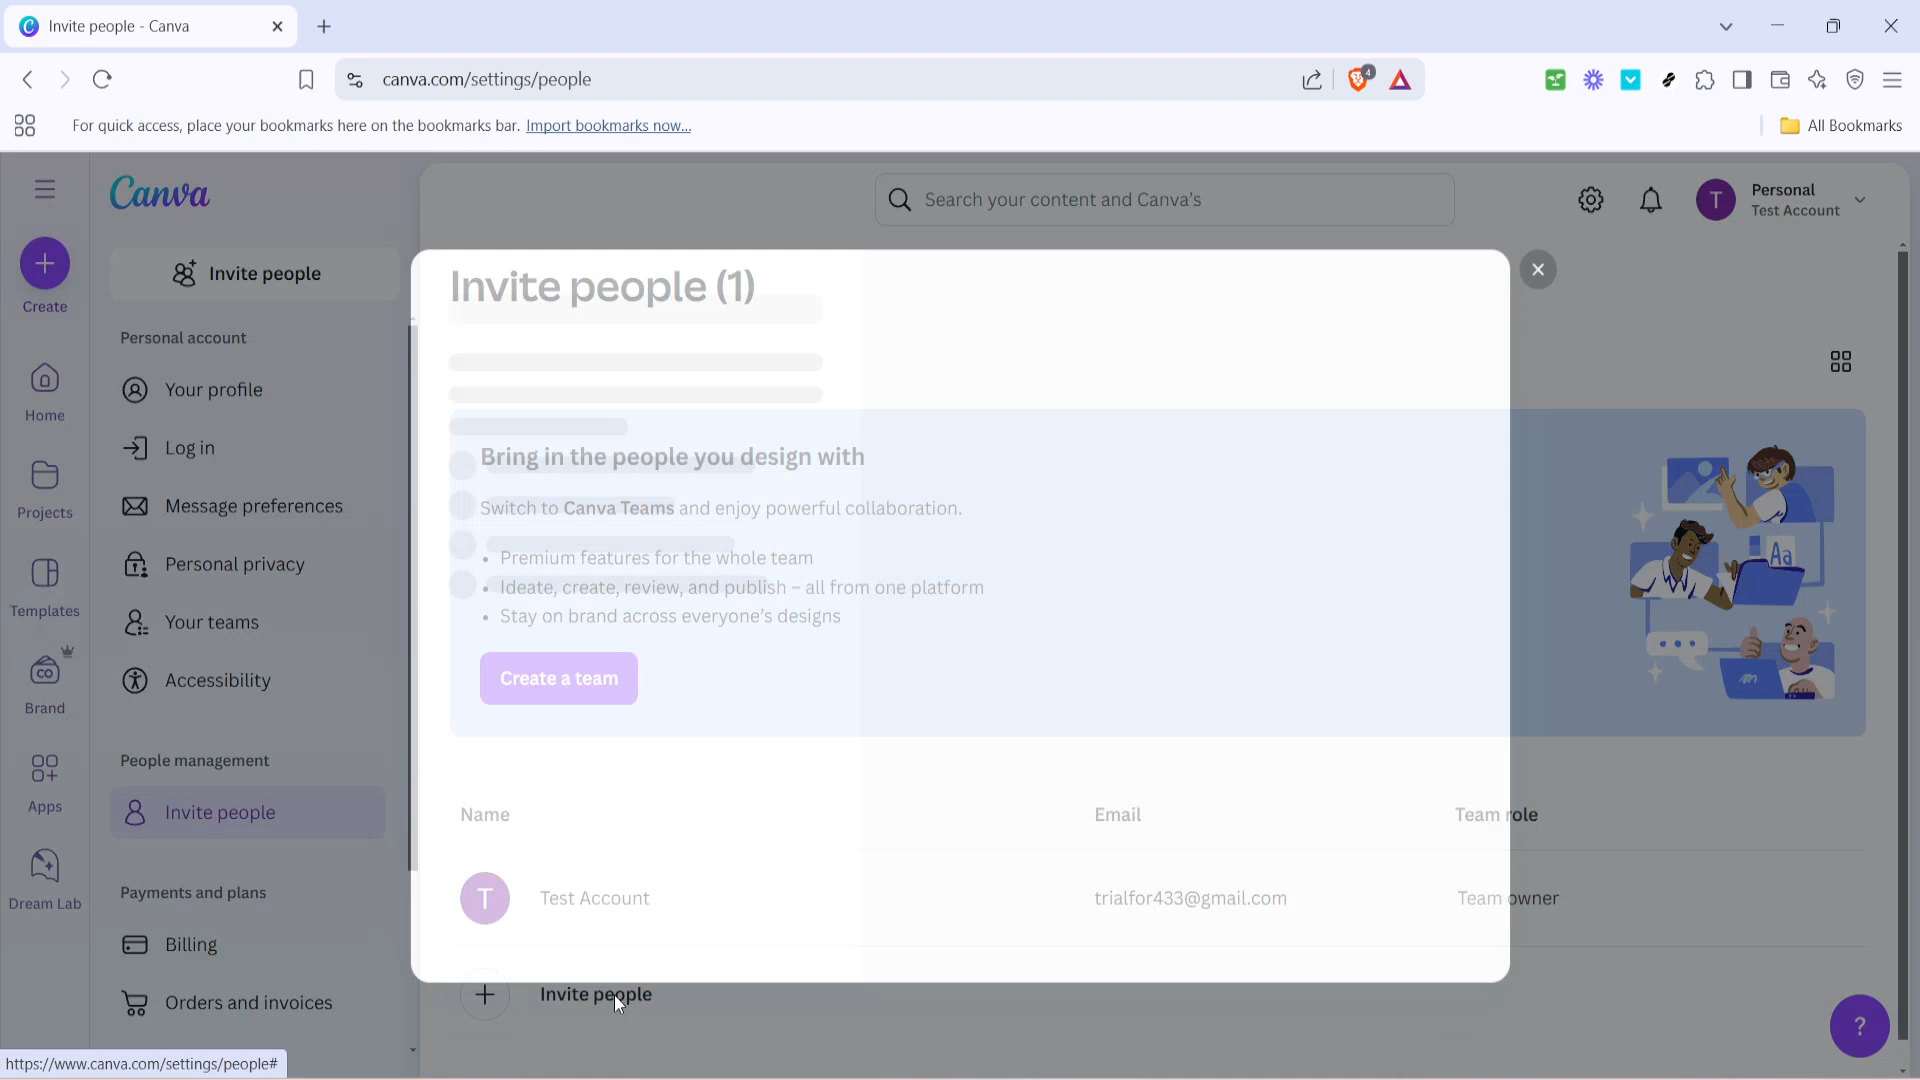 Invite people - Canva
canva.com/settings/people
4
For quick access, place your bookmarks here on the bookmarks bar. Import bookmarks now...
All Bookmarks
Canva
Search your content and Canva's
T
Personal
Test Account
Create
Home
Projects
Templates
Brand
Apps
Dream Lab
Invite people
Personal account
Your profile
Log in
Message preferences
Personal privacy
Your teams
Accessibility
People management
Invite people
Payments and plans
Billing
Orders and invoices
Invite people (1)
Bring in the people you design with
Switch to Canva Teams and enjoy powerful collaboration.
• Premium features for the whole team
• Ideate, create, review, and publish – all from one platform
• Stay on brand across everyone's designs
Create a team
Aa
CO
Name Email Team role
T Test Account trialfor433@gmail.com Team owner
Invite people
?
https://www.canva.com/settings/people#